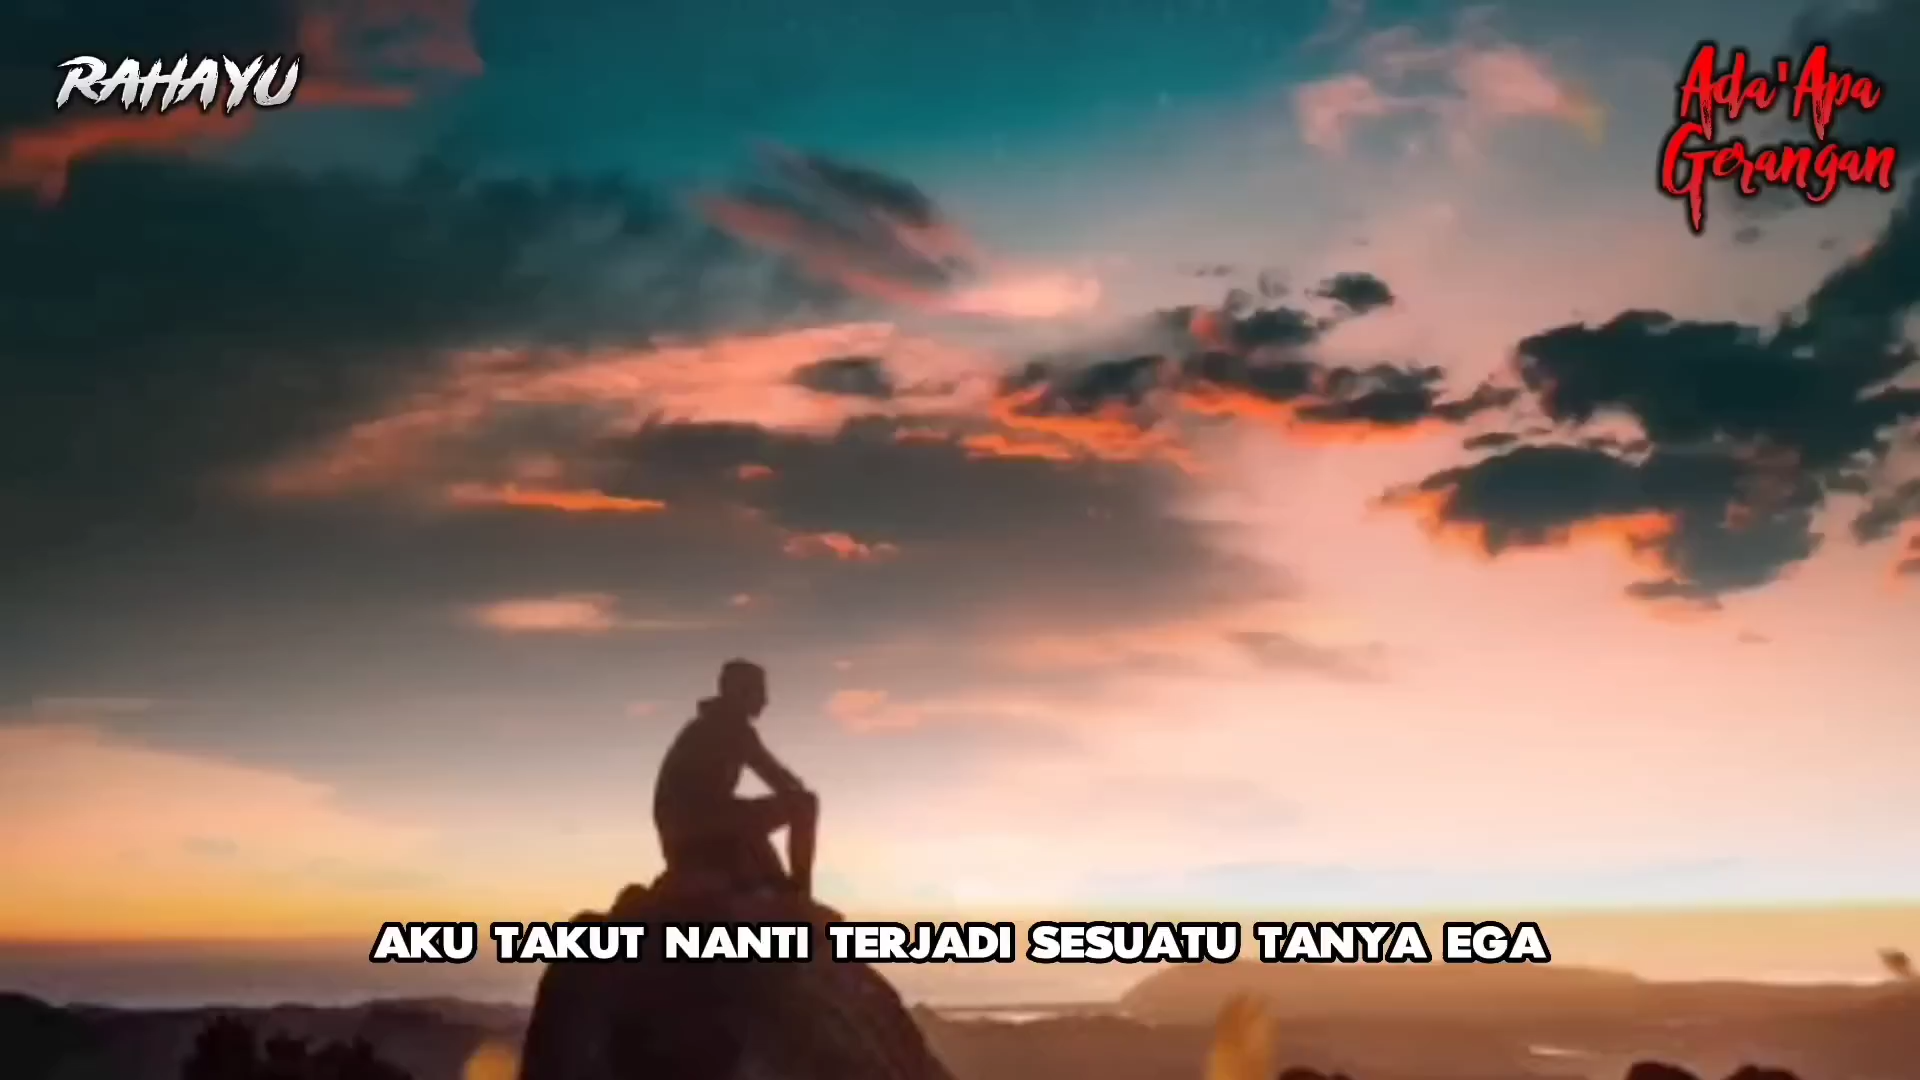 RAHAYU
Ada'Apa
Gerangan
AKU TAKUT NANTI TERJADI SESUATU TANYA EGA